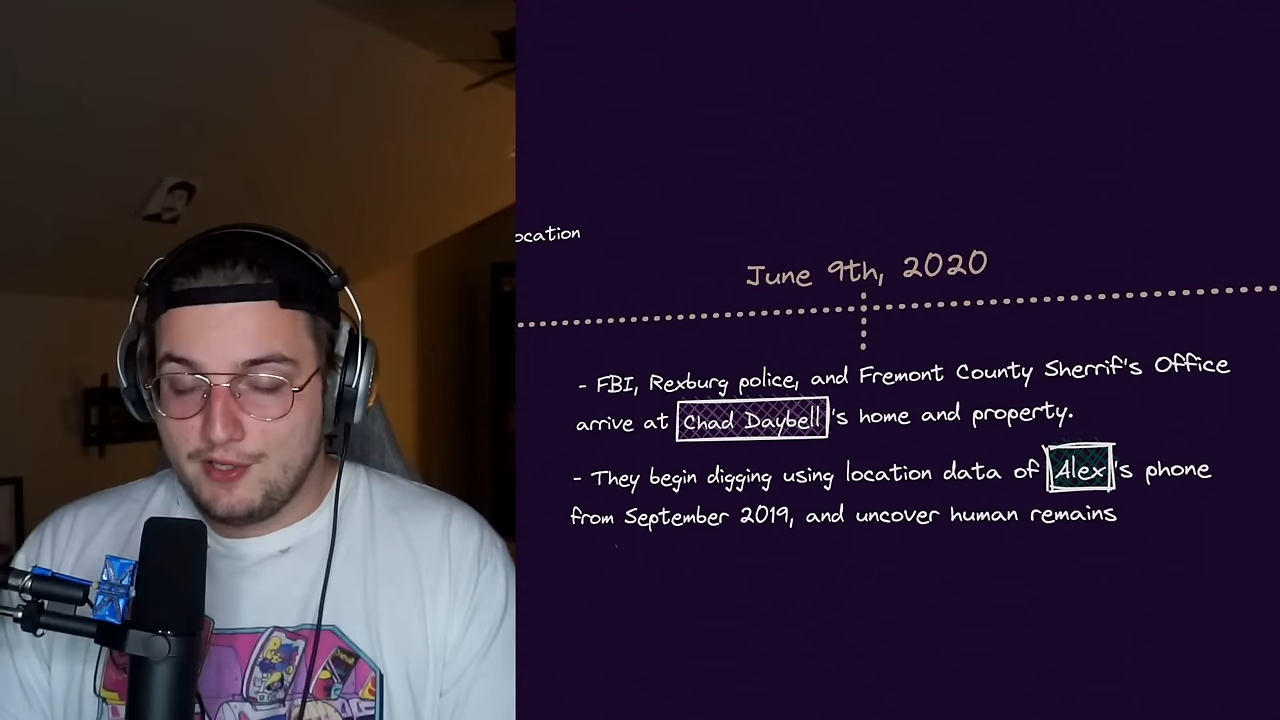 ocation
June 9th, 2020
- FBI, Rexburg police, and Fremont County Sherrif's Office
arrive at Chad Daybell's home and property.
- They begin digging using location data of Alex's phone
from September 2019, and uncover human remains